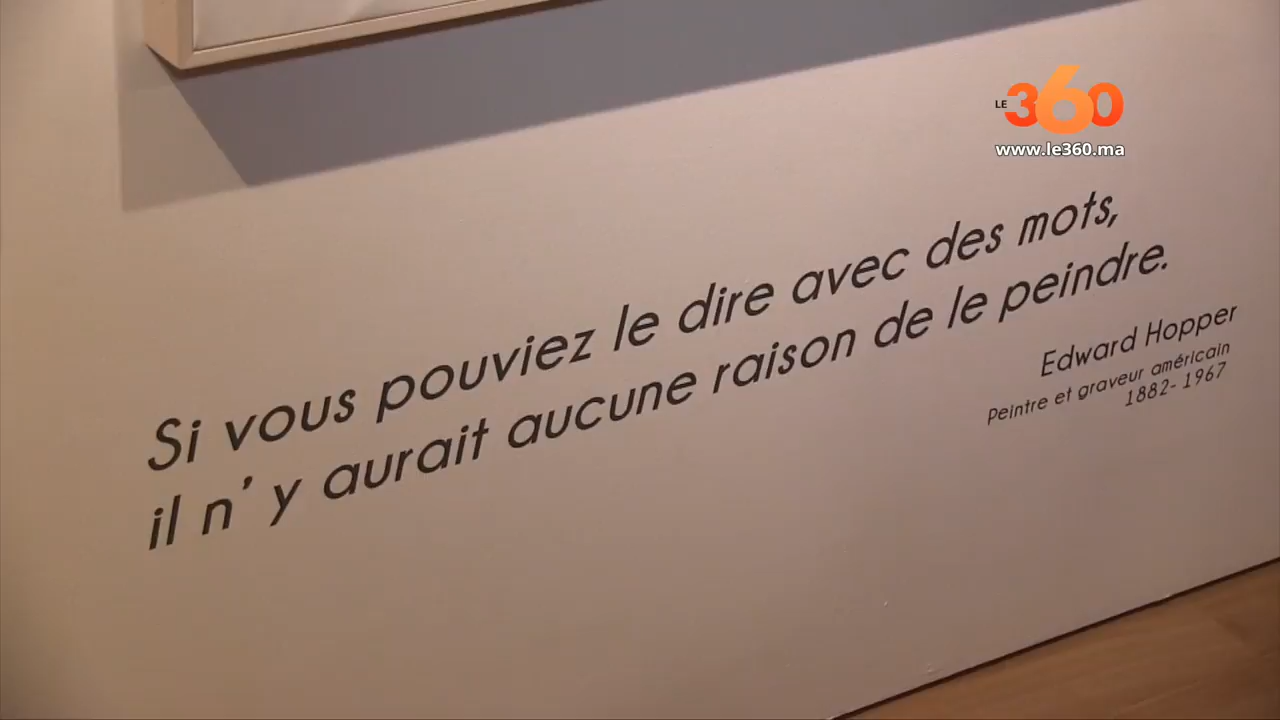 LE 360
www.le360.ma
Si vous pouviez le dire avec des mots,
il n' y aurait aucune raison de le peindre.
Edward Hopper
Peintre et graveur américain
1882- 1967